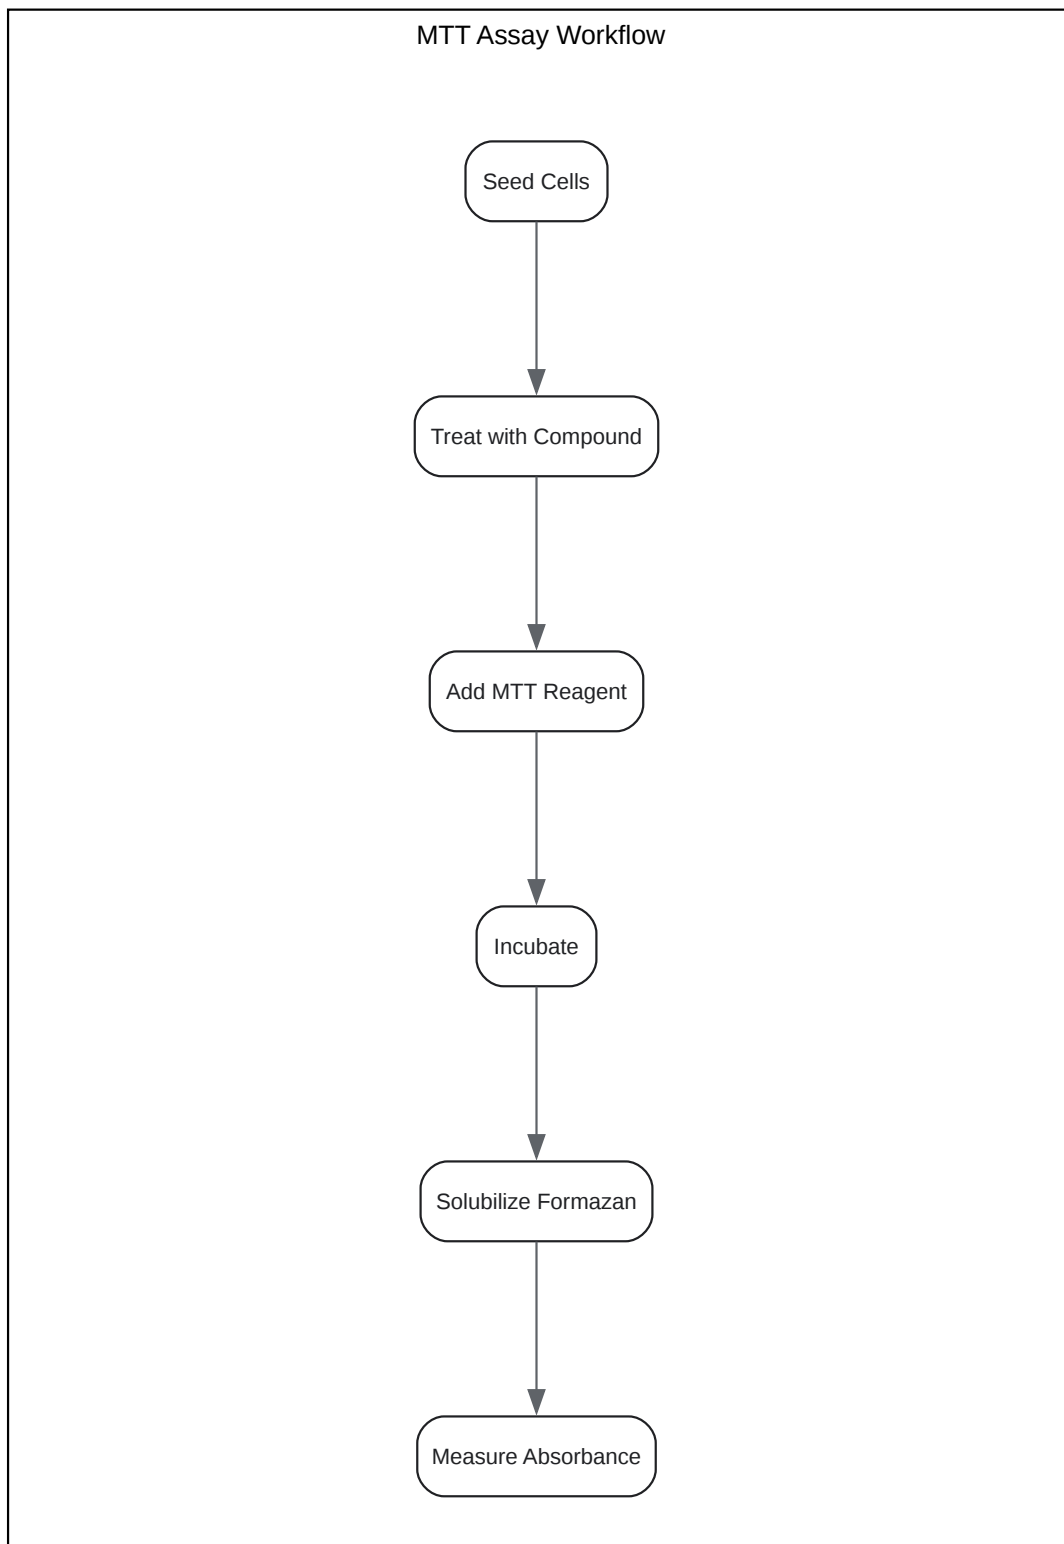 MTT Assay Workflow
Seed Cells
Treat with Compound
Add MTT Reagent
Incubate
Solubilize Formazan
Measure Absorbance